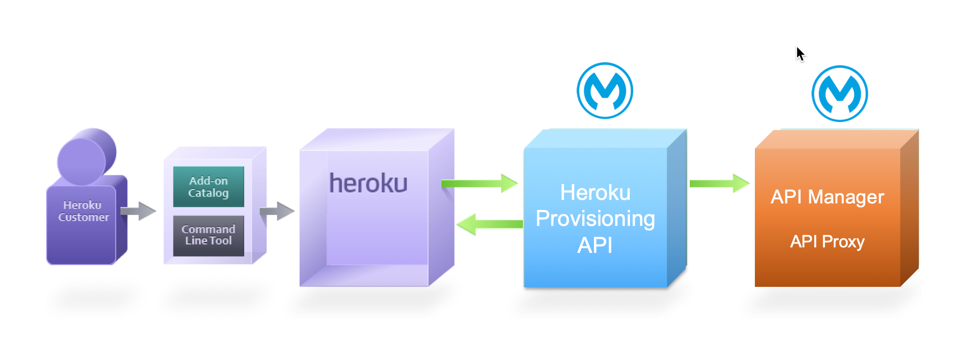 Heroku
Customer
Add-on
Catalog
Command
Line Tool
heroku
Heroku
Provisioning
API
API Manager
API Proxy